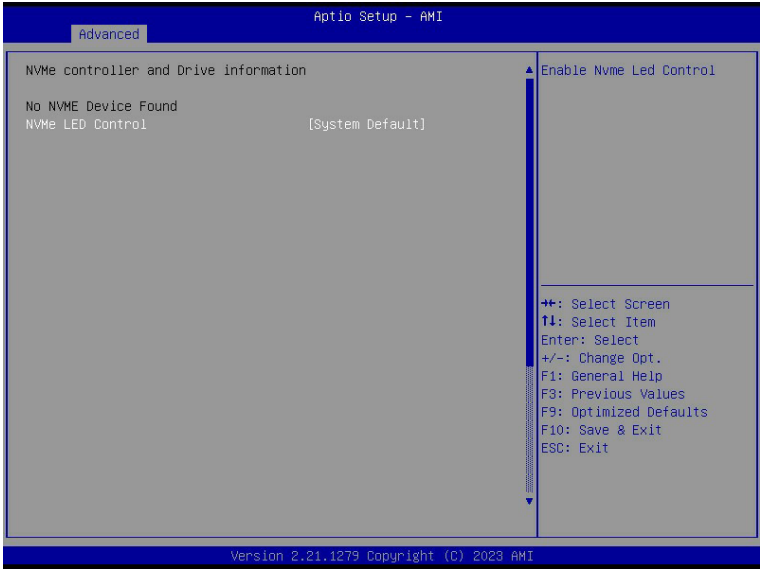 Aptio Setup – AMI
Advanced
NVMe controller and Drive information
No NVME Device Found
NVMe LED Control [System Default]
Enable Nvme Led Control
→←: Select Screen
↑↓: Select Item
Enter: Select
+/-: Change Opt.
F1: General Help
F3: Previous Values
F9: Optimized Defaults
F10: Save & Exit
ESC: Exit
Version 2.21.1279 Copyright (C) 2023 AMI